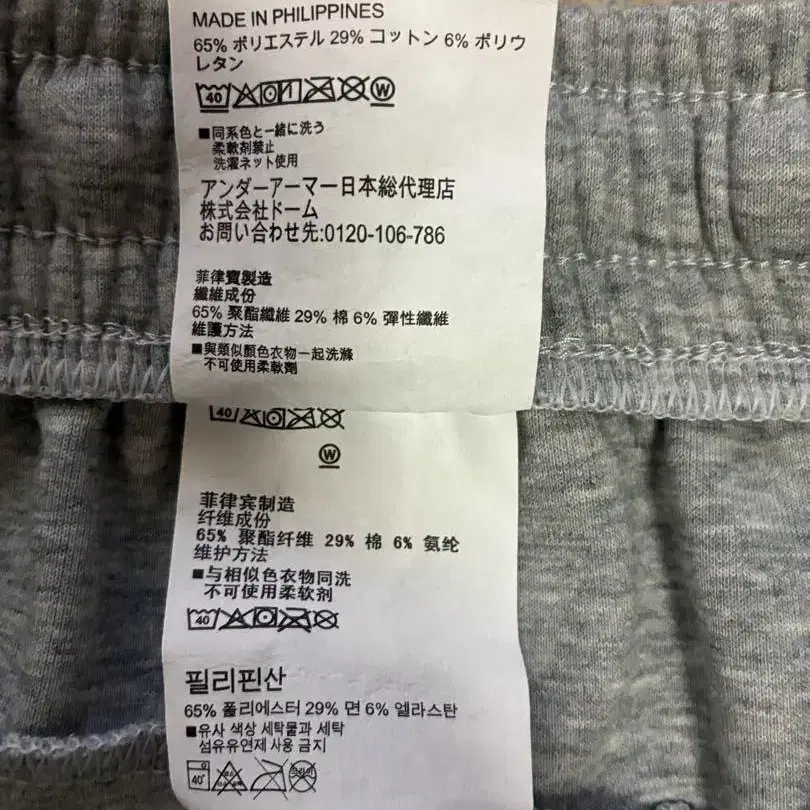 MADE IN PHILIPPINES
65% ポリエステル 29% コットン 6% ポリウ
レタン
40 W
■同系色と一緒に洗う
柔軟剤禁止
洗濯ネット使用
アンダーアーマー日本総代理店
株式会社ドーム
お問い合わせ先:0120-106-786
菲律賓製造
纖維成份
65% 聚酯纖維 29% 棉 6% 彈性纖維
維護方法
■與類似顏色衣物一起洗滌
不可使用柔軟劑
40
W
菲律宾制造
纤维成份
65% 聚酯纤维 29% 棉 6% 氨纶
维护方法
■与相似色衣物同洗
不可使用柔软剂
40
필리핀산
65% 폴리에스터 29% 면 6% 엘라스탄
■유사 색상 세탁물과 세탁
섬유유연제 사용 금지
40°